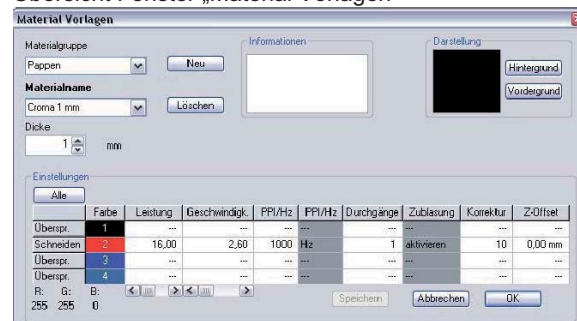 Übersicht Fenster „Material Vorlagen“
Material Vorlagen
Materialgruppe
Pappen
Neu
Informationen
Darstellung
Hintergrund
Vordergrund
Materialname
Croma 1 mm
Löschen
Dicke
1 mm
Einstellungen
Alle
Farbe Leistung Geschwindigk. PPI/Hz PPI/Hz Durchgänge Zublasung Korrektur Z-Offset
Überspr. 1 --- --- --- --- --- --- --- ---
Schneiden 2 16,00 2,60 1000 Hz 1 aktivieren 10 0,00 mm
Überspr. 3 --- --- --- --- --- --- --- ---
Überspr. 4 --- --- --- --- --- --- --- ---
R: G: B:
255 255 0
Speichern Abbrechen OK